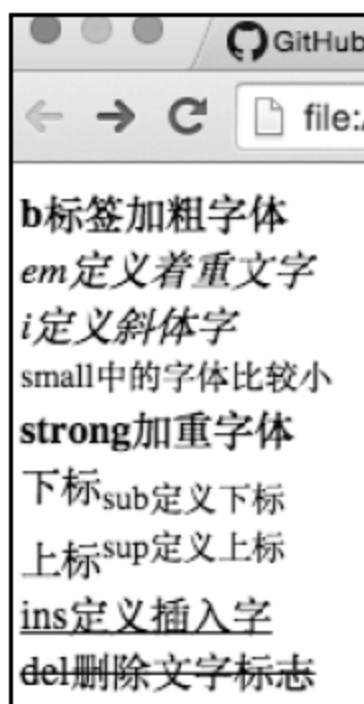 GitHub
file:/
b标签加粗字体
em定义着重文字
i定义斜体字
small中的字体比较小
strong加重字体
下标sub定义下标
上标sup定义上标
ins定义插入字
del删除文字标志